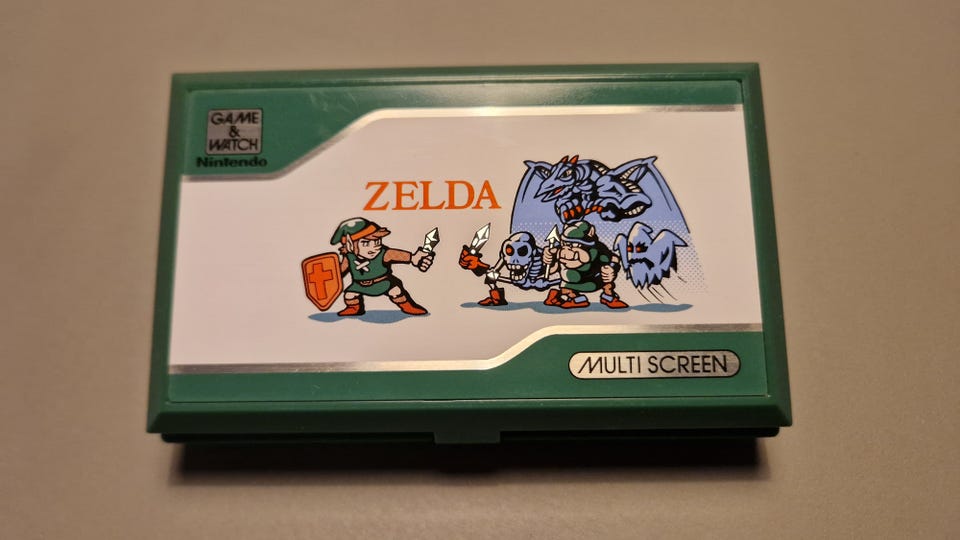 GAME
&
WATCH
Nintendo
ZELDA
MULTI SCREEN